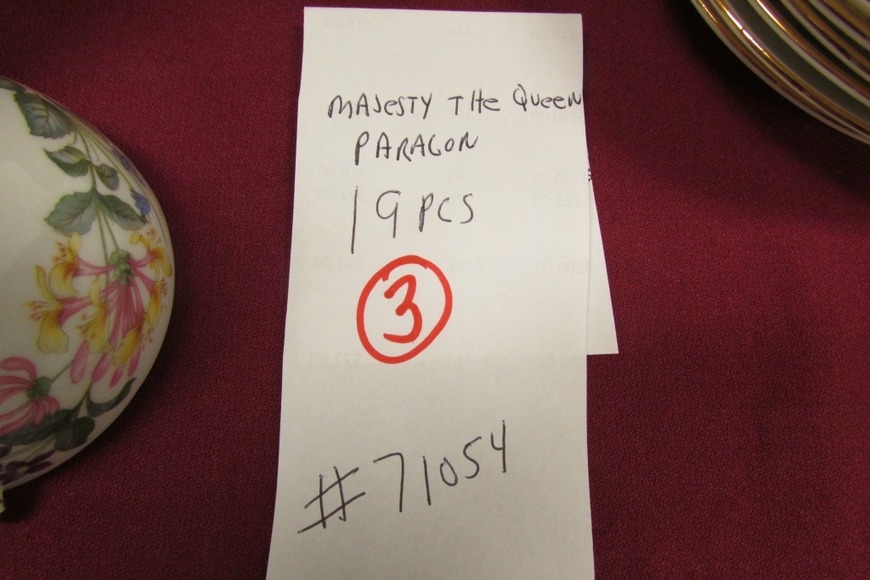 MAJESTY THE QUEEN
PARAGON
19 PCS
3
#71054